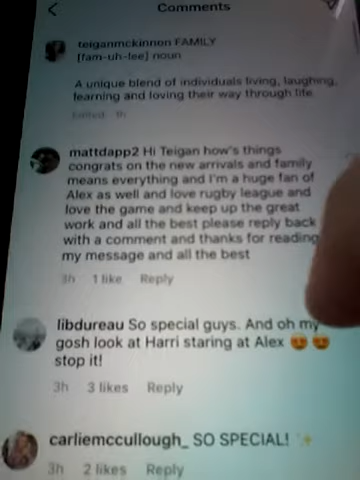 Comments
teiganmckinnon FAMILY
[fam-uh-lee] noun
A unique blend of individuals living, laughing,
learning and loving their way through life.
Edited · 9h
mattdapp2 Hi Teigan how's things
congrats on the new arrivals and family
means everything and I'm a huge fan of
Alex as well and love rugby league and
love the game and keep up the great
work and all the best please reply back
with a comment and thanks for reading
my message and all the best
3h 1 like Reply
libdureau So special guys. And oh my
gosh look at Harri staring at Alex 😍 😍
stop it!
3h 3 likes Reply
carliemccullough_ SO SPECIAL! ✨
3h 2 likes Reply